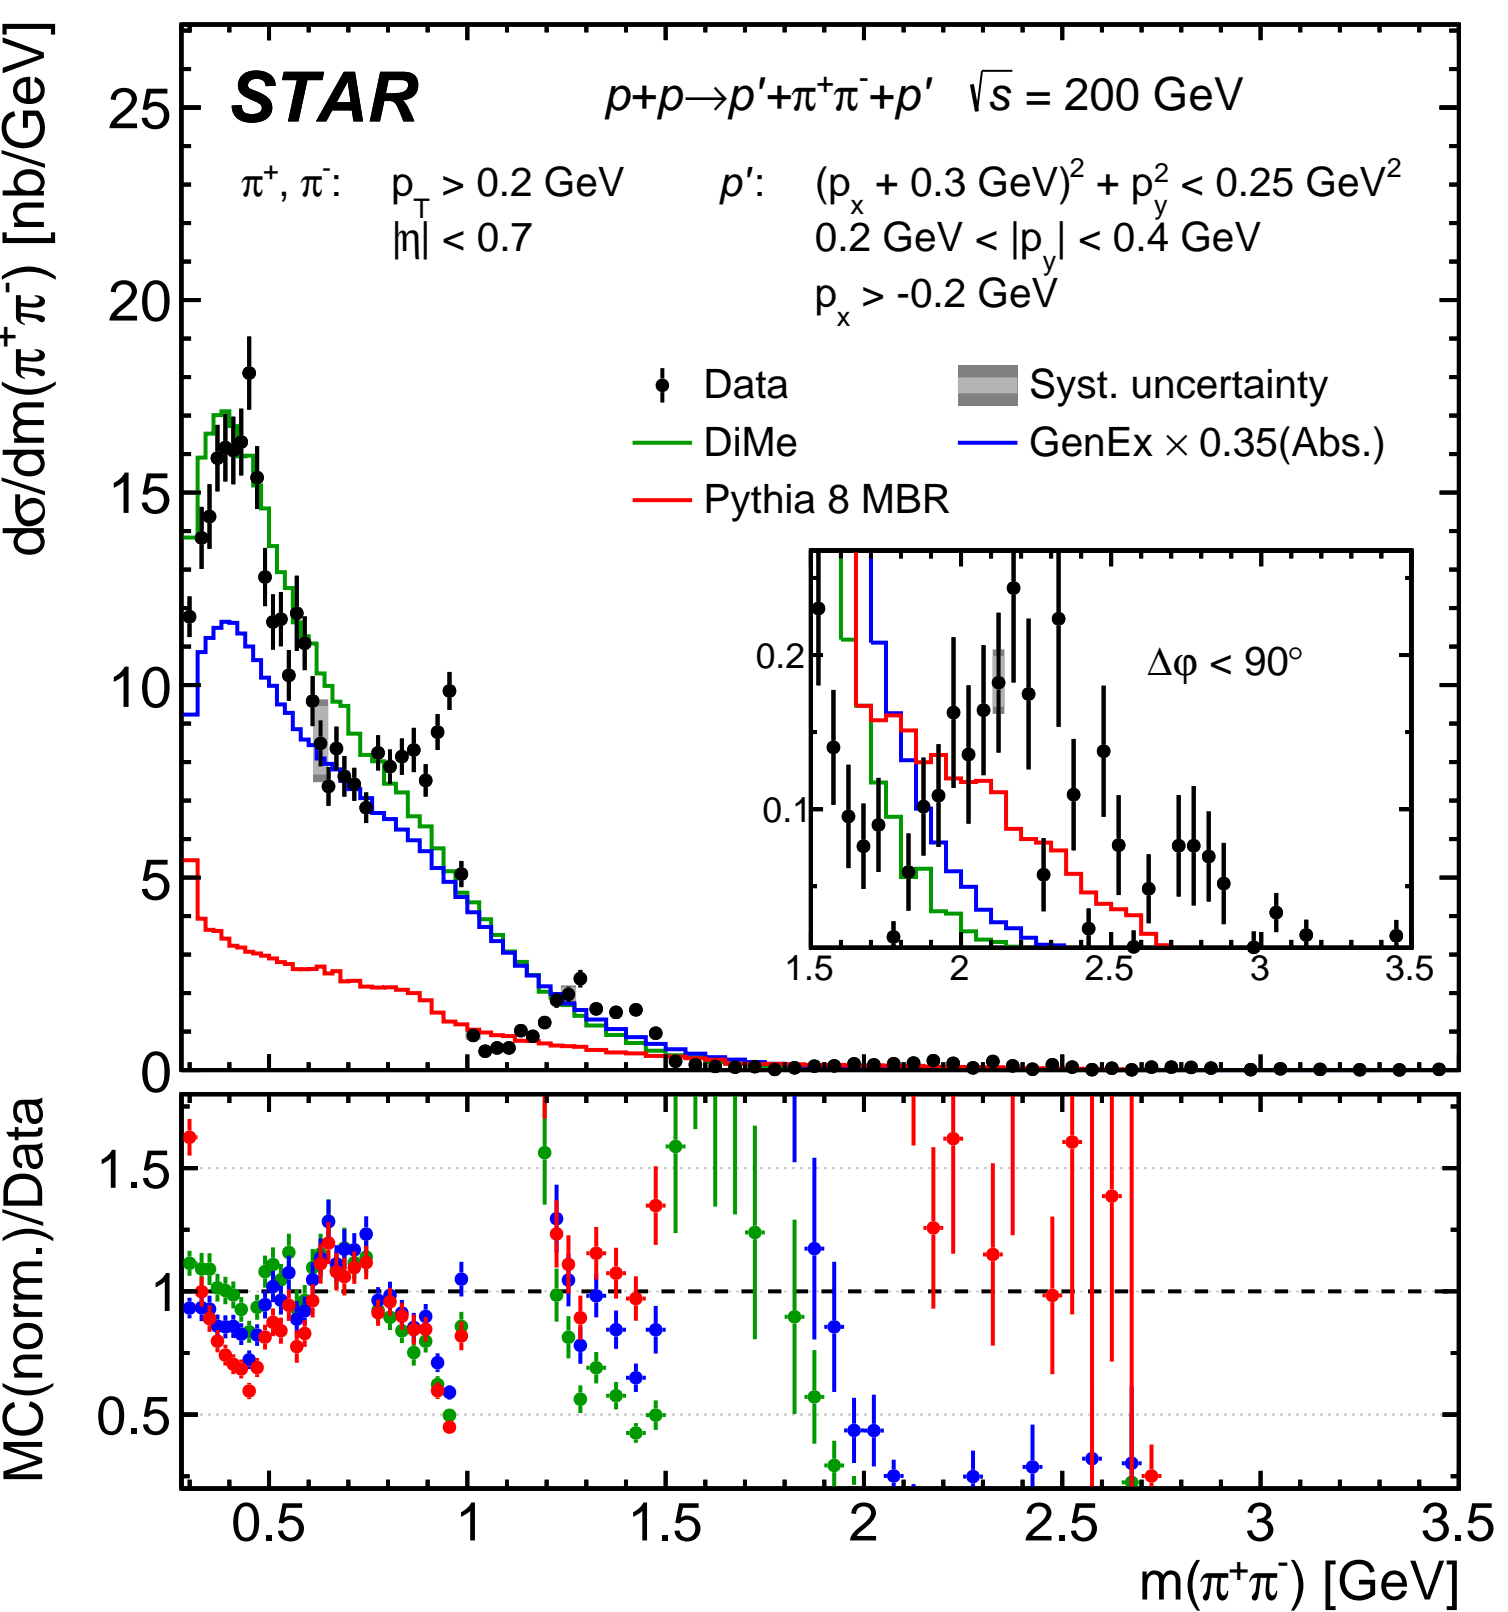 STAR p+p→p′+π⁺π⁻+p′ √s = 200 GeV
π⁺, π⁻: p_T > 0.2 GeV p′: (p_x + 0.3 GeV)² + p_y² < 0.25 GeV²
|η| < 0.7 0.2 GeV < |p_y| < 0.4 GeV
p_x > -0.2 GeV
Data Syst. uncertainty
DiMe GenEx × 0.35(Abs.)
Pythia 8 MBR
dσ/dm(π⁺π⁻) [nb/GeV]
25
20
15
10
5
0
Δφ < 90°
0.2
0.1
1.5 2 2.5 3 3.5
MC(norm.)/Data
1.5
1
0.5
0.5 1 1.5 2 2.5 3 3.5
m(π⁺π⁻) [GeV]